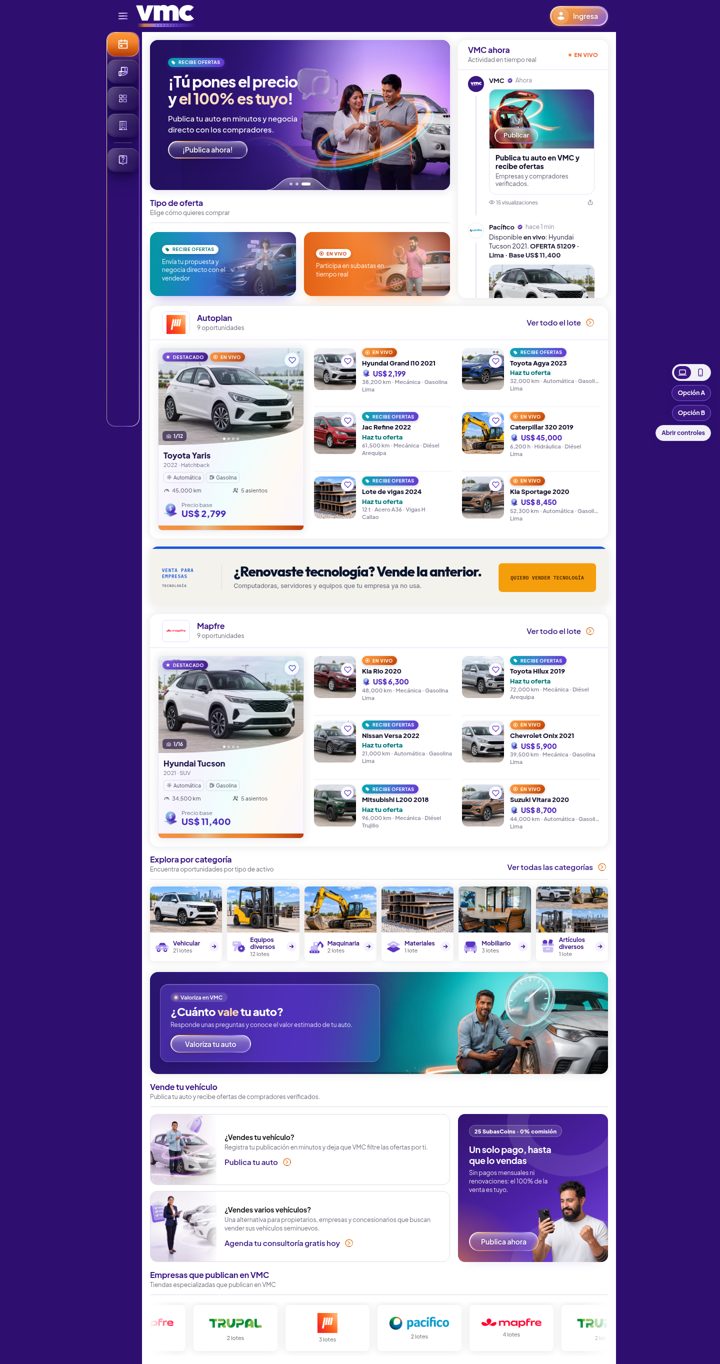 vmc
Ingresa
RECIBE OFERTAS
¡Tú pones el precio
y el 100% es tuyo!
Publica tu auto en minutos y negocia
directo con los compradores.
¡Publica ahora!
VMC ahora
Actividad en tiempo real
EN VIVO
VMC Ahora
Publicar
Publica tu auto en VMC y
recibe ofertas
Empresas y compradores
verificados.
15 visualizaciones
Pacífico hace 1 min
Disponible en vivo: Hyundai
Tucson 2021. OFERTA 51209 ·
Lima · Base US$ 11,400
Tipo de oferta
Elige cómo quieres comprar
RECIBE OFERTAS
Envía tu propuesta y
negocia directo con el
vendedor
EN VIVO
Participa en subastas en
tiempo real
Autoplan
9 oportunidades
Ver todo el lote
DESTACADO
EN VIVO
1/12
Toyota Yaris
2022 · Hatchback
Automática
Gasolina
45,000 km
5 asientos
Precio base
US$ 2,799
EN VIVO
Hyundai Grand I10 2021
US$ 2,199
38,200 km · Mecánica · Gasolina
Lima
RECIBE OFERTAS
Toyota Agya 2023
Haz tu oferta
32,000 km · Automática · Gasoli...
Lima
RECIBE OFERTAS
Jac Refine 2022
Haz tu oferta
61,500 km · Mecánica · Diésel
Arequipa
EN VIVO
Caterpillar 320 2019
US$ 45,000
6,200 h · Hidráulica · Diésel
Lima
RECIBE OFERTAS
Lote de vigas 2024
Haz tu oferta
12 t · Acero A36 · Vigas H
Callao
EN VIVO
Kia Sportage 2020
US$ 8,450
52,300 km · Automática · Gasoli...
Lima
VENTA PARA
EMPRESAS
TECNOLOGÍA
¿Renovaste tecnología? Vende la anterior.
Computadoras, servidores y equipos que tu empresa ya no usa.
QUIERO VENDER TECNOLOGÍA
mapfre
Mapfre
9 oportunidades
Ver todo el lote
DESTACADO
1/16
Hyundai Tucson
2021 · SUV
Automática
Gasolina
34,500 km
5 asientos
Precio base
US$ 11,400
EN VIVO
Kia Rio 2020
US$ 6,300
48,000 km · Mecánica · Gasolina
Lima
RECIBE OFERTAS
Toyota Hilux 2019
Haz tu oferta
72,000 km · Mecánica · Diésel
Arequipa
RECIBE OFERTAS
Nissan Versa 2022
Haz tu oferta
21,000 km · Automática · Gasolina
Lima
EN VIVO
Chevrolet Onix 2021
US$ 5,900
39,500 km · Mecánica · Gasolina
Lima
RECIBE OFERTAS
Mitsubishi L200 2018
Haz tu oferta
96,000 km · Mecánica · Diésel
Trujillo
EN VIVO
Suzuki Vitara 2020
US$ 8,700
44,000 km · Automática · Gasoli...
Lima
Explora por categoría
Encuentra oportunidades por tipo de activo
Ver todas las categorías
Vehicular
21 lotes
Equipos
diversos
12 lotes
Maquinaria
2 lotes
Materiales
1 lote
Mobiliario
3 lotes
Artículos
diversos
1 lote
Valoriza en VMC
¿Cuánto vale tu auto?
Responde unas preguntas y conoce el valor estimado de tu auto.
Valoriza tu auto
Vende tu vehículo
Publica tu auto y recibe ofertas de compradores verificados.
¿Vendes tu vehículo?
Registra tu publicación en minutos y deja que VMC filtre las ofertas por ti.
Publica tu auto
¿Vendes varios vehículos?
Una alternativa para propietarios, empresas y concesionarios que buscan
vender sus vehículos seminuevos.
Agenda tu consultoría gratis hoy
25 SubasCoins · 0% comisión
Un solo pago, hasta
que lo vendas
Sin pagos mensuales ni
renovaciones: el 100% de la
venta es tuyo.
Publica ahora
Empresas que publican en VMC
Tiendas especializadas que publican en VMC
pfre
TRUPAL
2 lotes
3 lotes
pacífico
2 lotes
mapfre
4 lotes
TRU
2 lo
Opción A
Opción B
Abrir controles